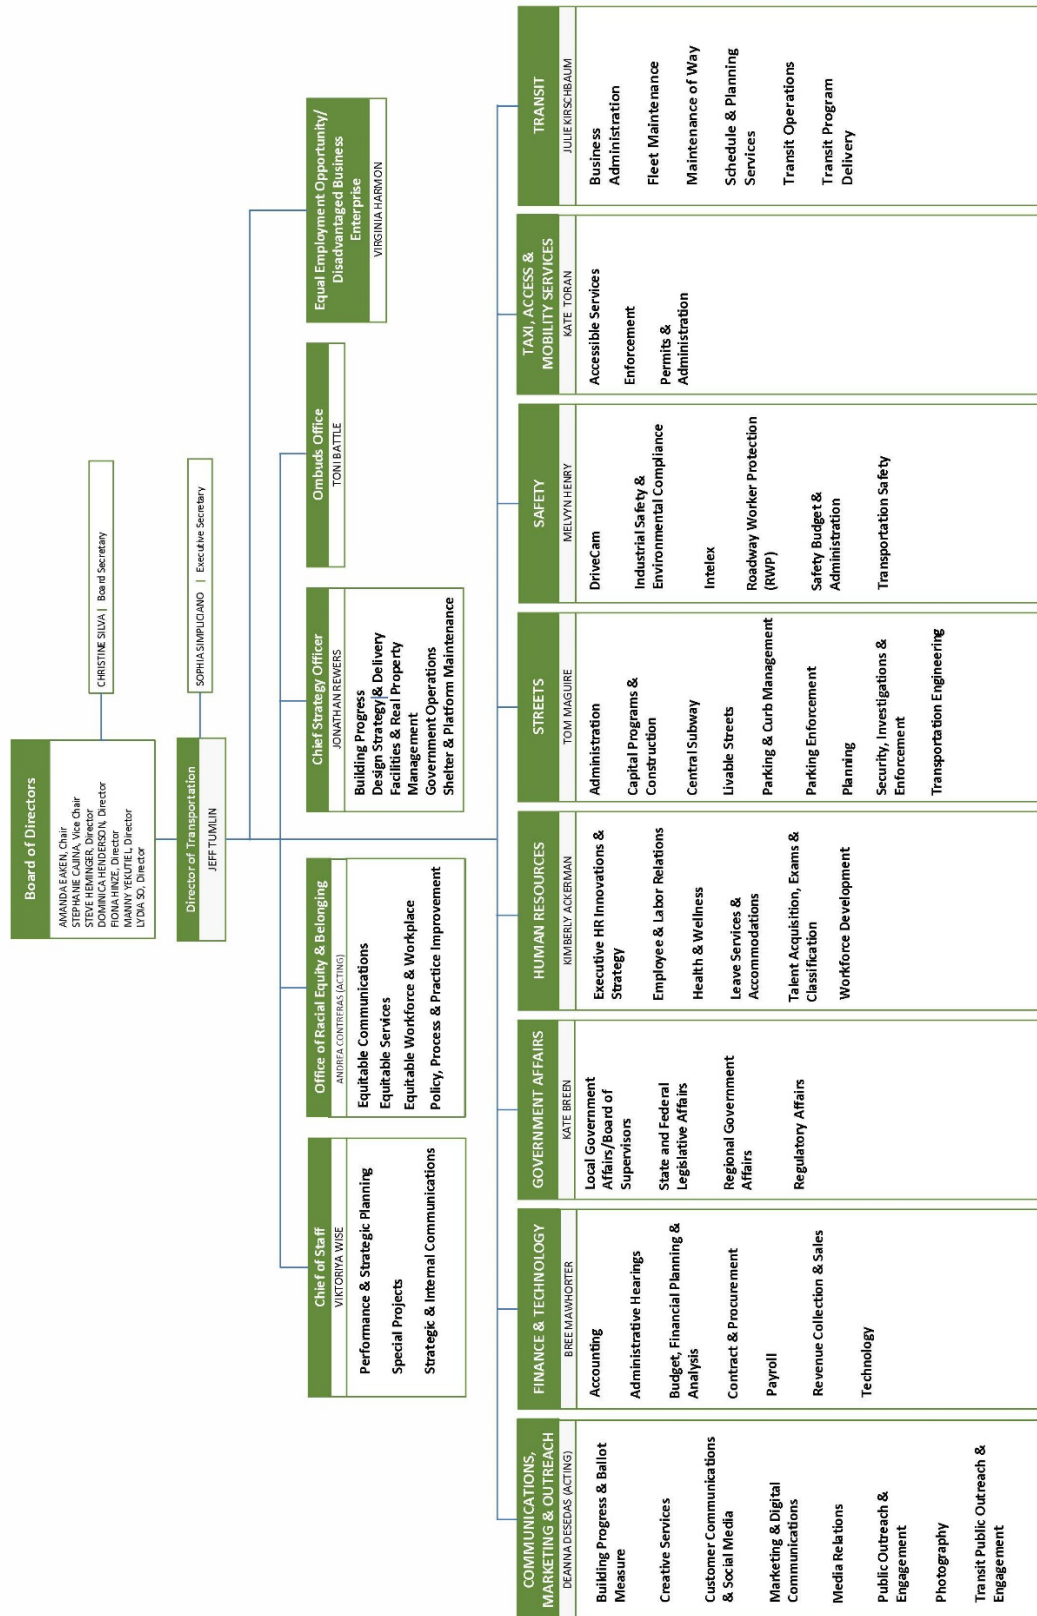 Board of Directors
AMANDA EAKEN, Chair
STEPHANIE CAJINA, Vice Chair
STEVE HEMINGER, Director
DOMINICA HENDERSON, Director
FIONA HINZE, Director
MANNY YEKUTIEL, Director
LYDIA SO, Director
CHRISTINE SILVA | Board Secretary
Director of Transportation
JEFF TUMLIN
SOPHIA SIMPLICIANO | Executive Secretary
Chief of Staff
VIKTORIYA WISE
Performance & Strategic Planning
Special Projects
Strategic & Internal Communications
Office of Racial Equity & Belonging
ANDREA CONTRERAS (ACTING)
Equitable Communications
Equitable Services
Equitable Workforce & Workplace
Policy, Process & Practice Improvement
Chief Strategy Officer
JONATHAN REWERS
Building Progress
Design Strategy & Delivery
Facilities & Real Property
Management
Government Operations
Shelter & Platform Maintenance
Ombuds Office
TONI BATTLE
Equal Employment Opportunity/
Disadvantaged Business
Enterprise
VIRGINIA HARMON
COMMUNICATIONS,
MARKETING & OUTREACH
DEANNA DESEDAS (ACTING)
Building Progress & Ballot
Measure
Creative Services
Customer Communications
& Social Media
Marketing & Digital
Communications
Media Relations
Public Outreach &
Engagement
Photography
Transit Public Outreach &
Engagement
FINANCE & TECHNOLOGY
BREE MAWHORTER
Accounting
Administrative Hearings
Budget, Financial Planning &
Analysis
Contract & Procurement
Payroll
Revenue Collection & Sales
Technology
GOVERNMENT AFFAIRS
KATE BREEN
Local Government
Affairs/Board of
Supervisors
State and Federal
Legislative Affairs
Regional Government
Affairs
Regulatory Affairs
HUMAN RESOURCES
KIMBERLY ACKERMAN
Executive HR Innovations &
Strategy
Employee & Labor Relations
Health & Wellness
Leave Services &
Accommodations
Talent Acquisition, Exams &
Classification
Workforce Development
STREETS
TOM MAGUIRE
Administration
Capital Programs &
Construction
Central Subway
Livable Streets
Parking & Curb Management
Parking Enforcement
Planning
Security, Investigations &
Enforcement
Transportation Engineering
SAFETY
MELVYN HENRY
DriveCam
Industrial Safety &
Environmental Compliance
Intelex
Roadway Worker Protection
(RWP)
Safety Budget &
Administration
Transportation Safety
TAXI, ACCESS &
MOBILITY SERVICES
KATE TORAN
Accessible Services
Enforcement
Permits &
Administration
TRANSIT
JULIE KIRSCHBAUM
Business
Administration
Fleet Maintenance
Maintenance of Way
Schedule & Planning
Services
Transit Operations
Transit Program
Delivery